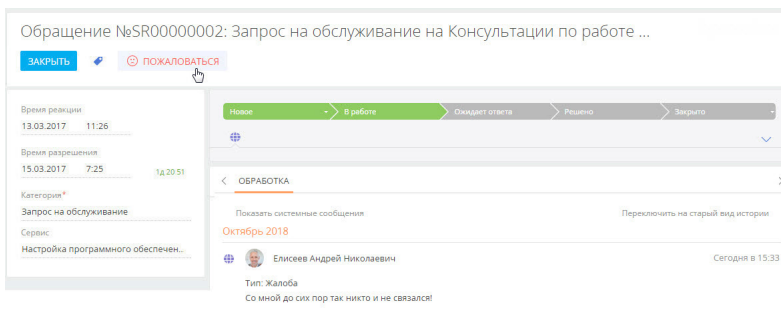 Обращение №SR00000002: Запрос на обслуживание на Консультации по работе ...
ЗАКРЫТЬ
ПОЖАЛОВАТЬСЯ
Время реакции
13.03.2017 11:26
Время разрешения
15.03.2017 7:25 1д 20:51
Категория*
Запрос на обслуживание
Сервис
Настройка программного обеспечен...
Новое В работе Ожидает ответа Решено Закрыто
ОБРАБОТКА
Показать системные сообщения Переключить на старый вид истории
Октябрь 2018
Елисеев Андрей Николаевич Сегодня в 15:33
Тип: Жалоба
Со мной до сих пор так никто и не связался!